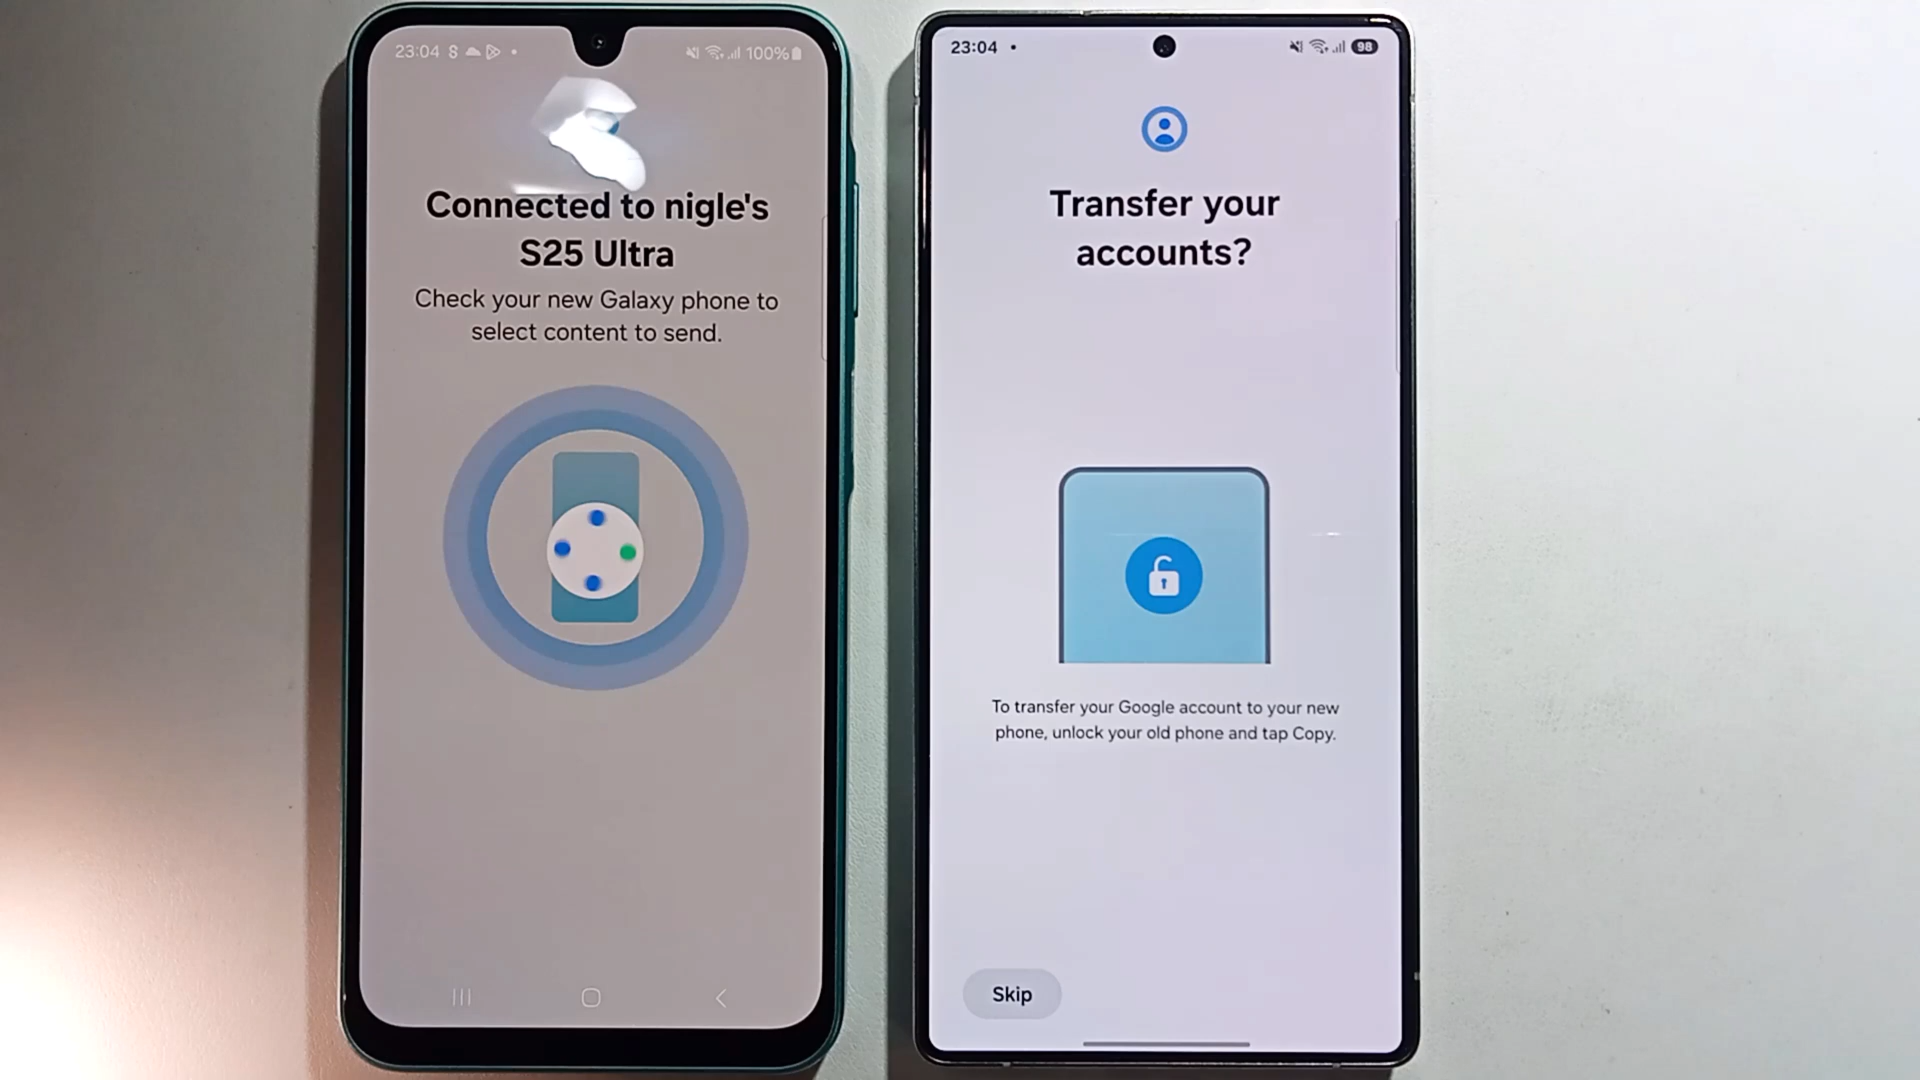 23:04
100%
Connected to nigle's
S25 Ultra
Check your new Galaxy phone to
select content to send.
23:04
98
Transfer your
accounts?
To transfer your Google account to your new
phone, unlock your old phone and tap Copy.
Skip